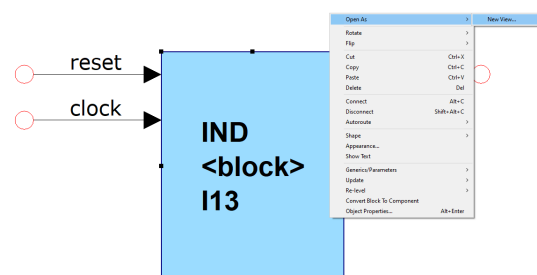 reset
clock
IND
<block>
I13
Open As > New View...
Rotate >
Flip >
Cut Ctrl+X
Copy Ctrl+C
Paste Ctrl+V
Delete Del
Connect Alt+C
Disconnect Shift+Alt+C
Autoroute >
Shape >
Appearance...
Show Text
Generics/Parameters >
Update >
Re-level >
Convert Block To Component
Object Properties... Alt+Enter